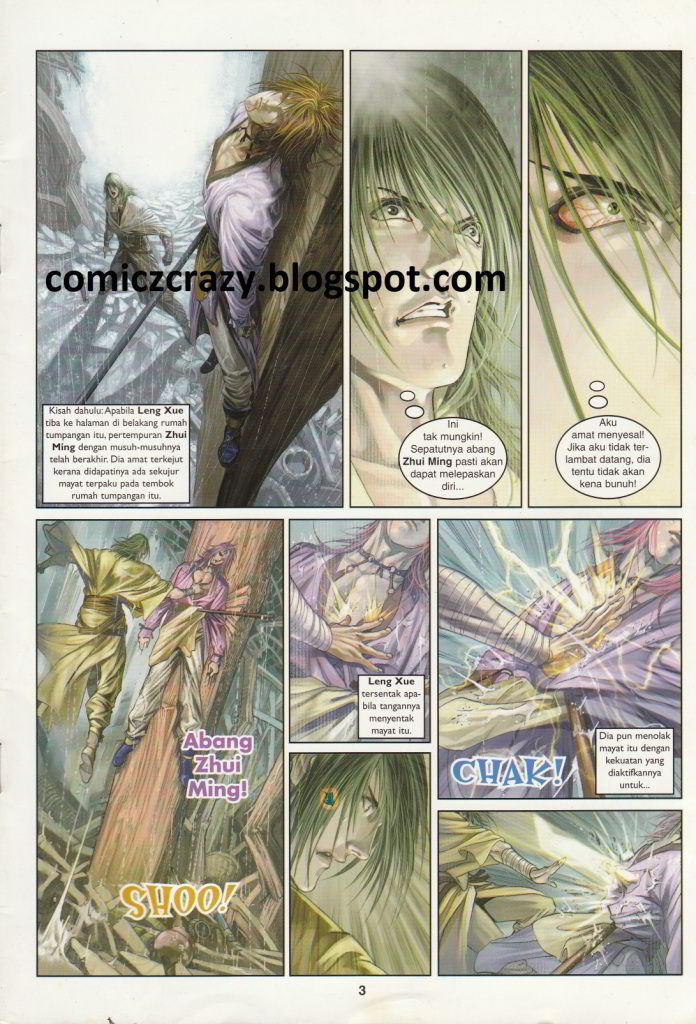 comiczcrazy.blogspot.com
Kisah dahulu: Apabila Leng Xue
tiba ke halaman di belakang rumah
tumpangan itu, pertempuran Zhui
Ming dengan musuh-musuhnya
telah berakhir. Dia amat terkejut
kerana didapatinya ada sekujur
mayat terpaku pada tembok
rumah tumpangan itu.
Ini
tak mungkin!
Sepatutnya abang
Zhui Ming pasti akan
dapat melepaskan
diri...
Aku
amat menyesal!
Jika aku tidak ter-
lambat datang, dia
tentu tidak akan
kena bunuh!
Abang
Zhui
Ming!
SHOO!
Leng Xue
tersentak apa-
bila tangannya
menyentak
mayat itu.
CHAK!
Dia pun menolak
mayat itu dengan
kekuatan yang
diaktifkannya
untuk...
3